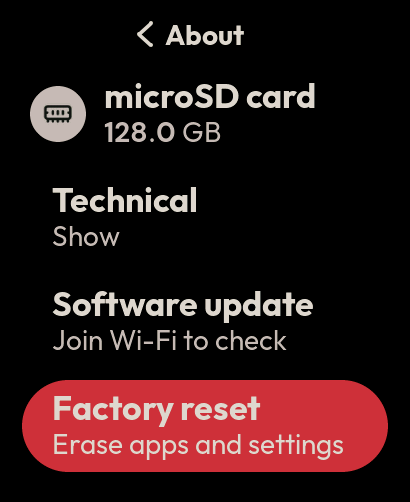 About
microSD card
128.0 GB
Technical
Show
Software update
Join Wi-Fi to check
Factory reset
Erase apps and settings